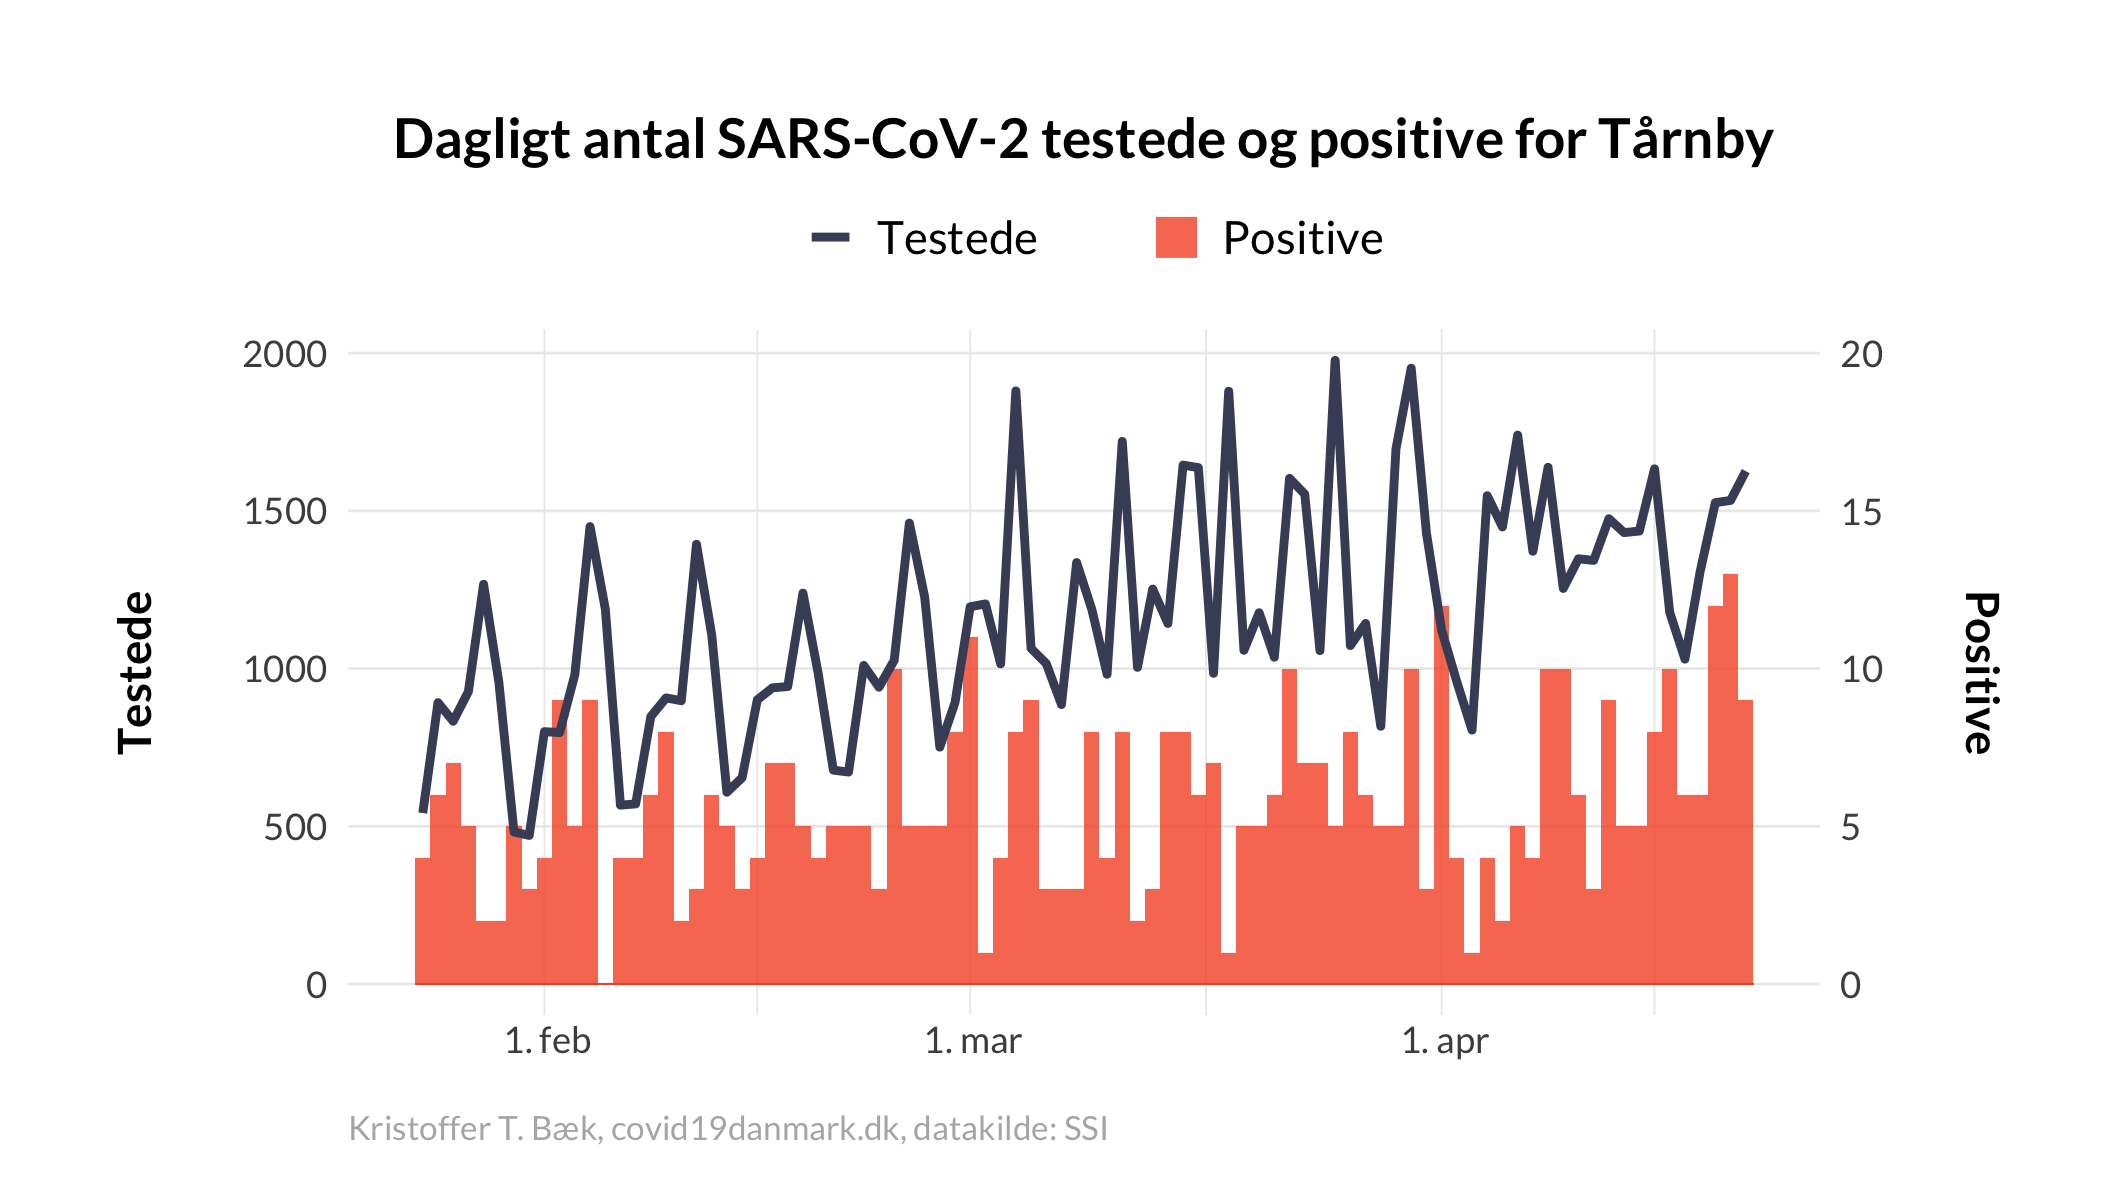 Dagligt antal SARS-CoV-2 testede og positive for Tårnby
Testede Positive
2000 20
1500 15
1000 10
500 5
0 0
Testede
Positive
1. feb 1. mar 1. apr
Kristoffer T. Bæk, covid19danmark.dk, datakilde: SSI